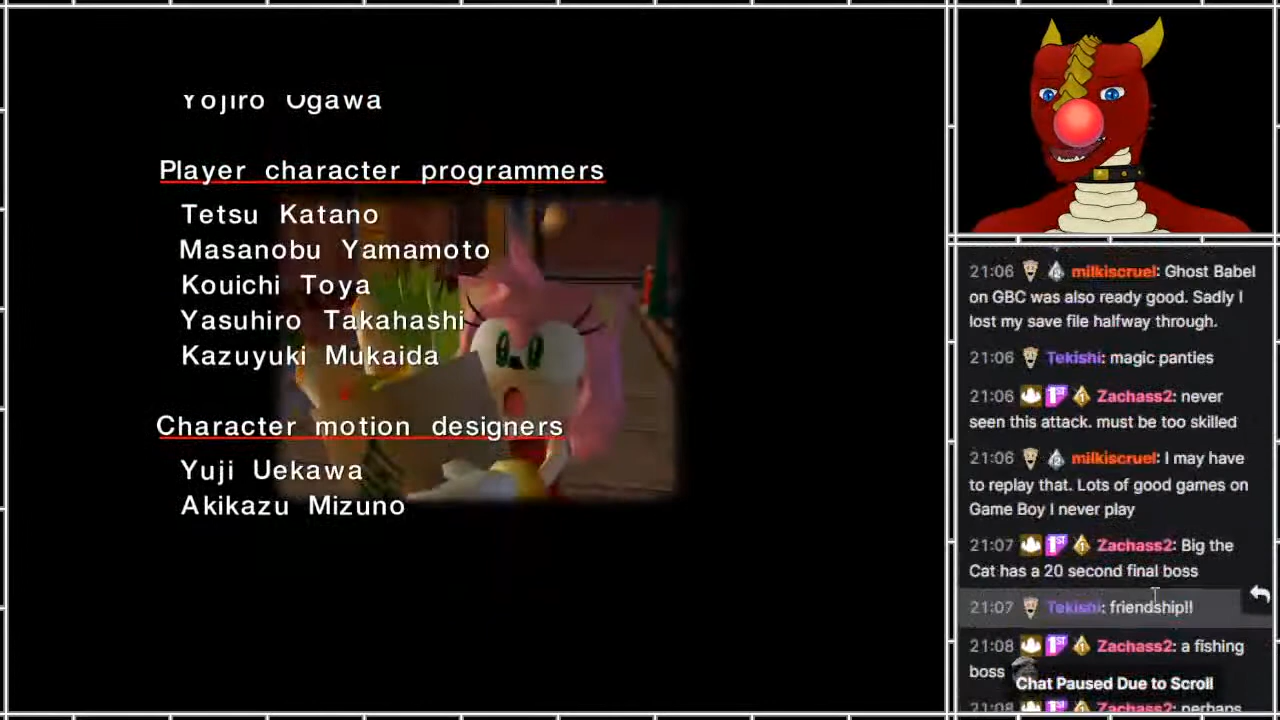 Yojiro Ogawa
Player character programmers
Tetsu Katano
Masanobu Yamamoto
Kouichi Toya
Yasuhiro Takahashi
Kazuyuki Mukaida
Character motion designers
Yuji Uekawa
Akikazu Mizuno
21:06 milkiscruel: Ghost Babel
on GBC was also ready good. Sadly I
lost my save file halfway through.
21:06 Tekishi: magic panties
21:06 Zachass2: never
seen this attack. must be too skilled
21:06 milkiscruel: I may have
to replay that. Lots of good games on
Game Boy I never play
21:07 Zachass2: Big the
Cat has a 20 second final boss
21:07 Tekishi: friendship!!
21:08 Zachass2: a fishing
boss
Chat Paused Due to Scroll
21:08 Zachass2: perhaps